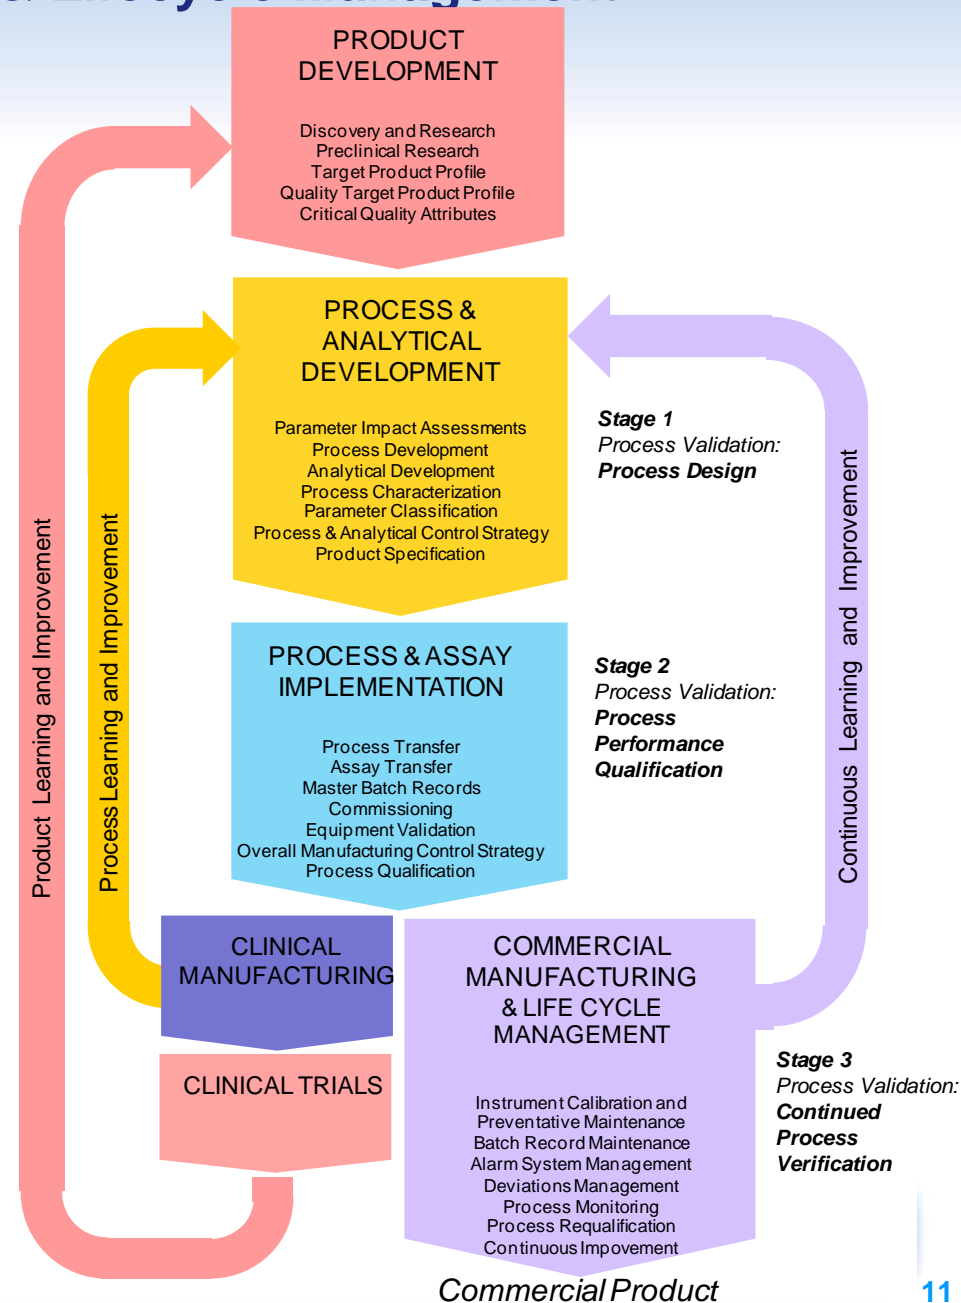 PRODUCT
DEVELOPMENT
Discovery and Research
Preclinical Research
Target Product Profile
Quality Target Product Profile
Critical Quality Attributes
PROCESS &
ANALYTICAL
DEVELOPMENT
Parameter Impact Assessments
Process Development
Analytical Development
Process Characterization
Parameter Classification
Process & Analytical Control Strategy
Product Specification
Stage 1
Process Validation:
Process Design
PROCESS & ASSAY
IMPLEMENTATION
Process Transfer
Assay Transfer
Master Batch Records
Commissioning
Equipment Validation
Overall Manufacturing Control Strategy
Process Qualification
Stage 2
Process Validation:
Process
Performance
Qualification
Product Learning and Improvement
Process Learning and Improvement
Continuous Learning and Improvement
CLINICAL
MANUFACTURING
CLINICAL TRIALS
COMMERCIAL
MANUFACTURING
& LIFE CYCLE
MANAGEMENT
Instrument Calibration and
Preventative Maintenance
Batch Record Maintenance
Alarm System Management
Deviations Management
Process Monitoring
Process Requalification
Continuous Impovement
Stage 3
Process Validation:
Continued
Process
Verification
Commercial Product
11